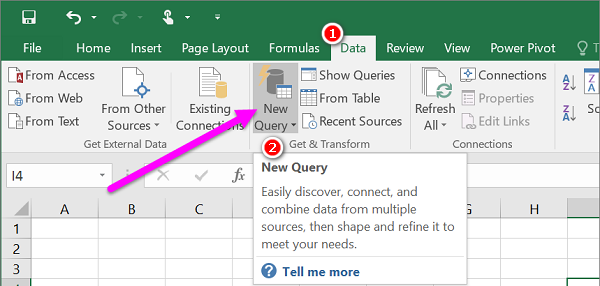 1
File Home Insert Page Layout Formulas Data Review View Power Pivot
From Access
From Web
From Text
From Other
Sources
Existing
Connections
Get External Data
New
Query
Show Queries
From Table
Recent Sources
2
Get & Transform
Refresh
All
Connections
Properties
Edit Links
Connections
A
Z
Z
A
Z A
A Z
So
I4
fx
New Query
Easily discover, connect, and
combine data from multiple
sources, then shape and refine it to
meet your needs.
Tell me more
A B C G H
1
2
3